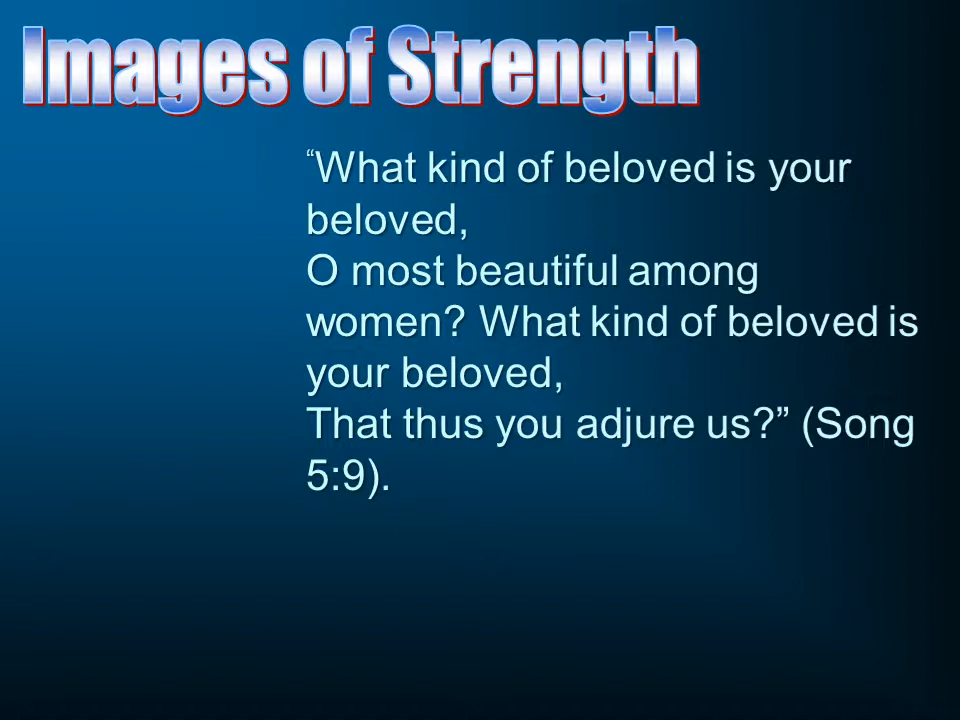 Images of Strength
“What kind of beloved is your
beloved,
O most beautiful among
women? What kind of beloved is
your beloved,
That thus you adjure us?” (Song
5:9).